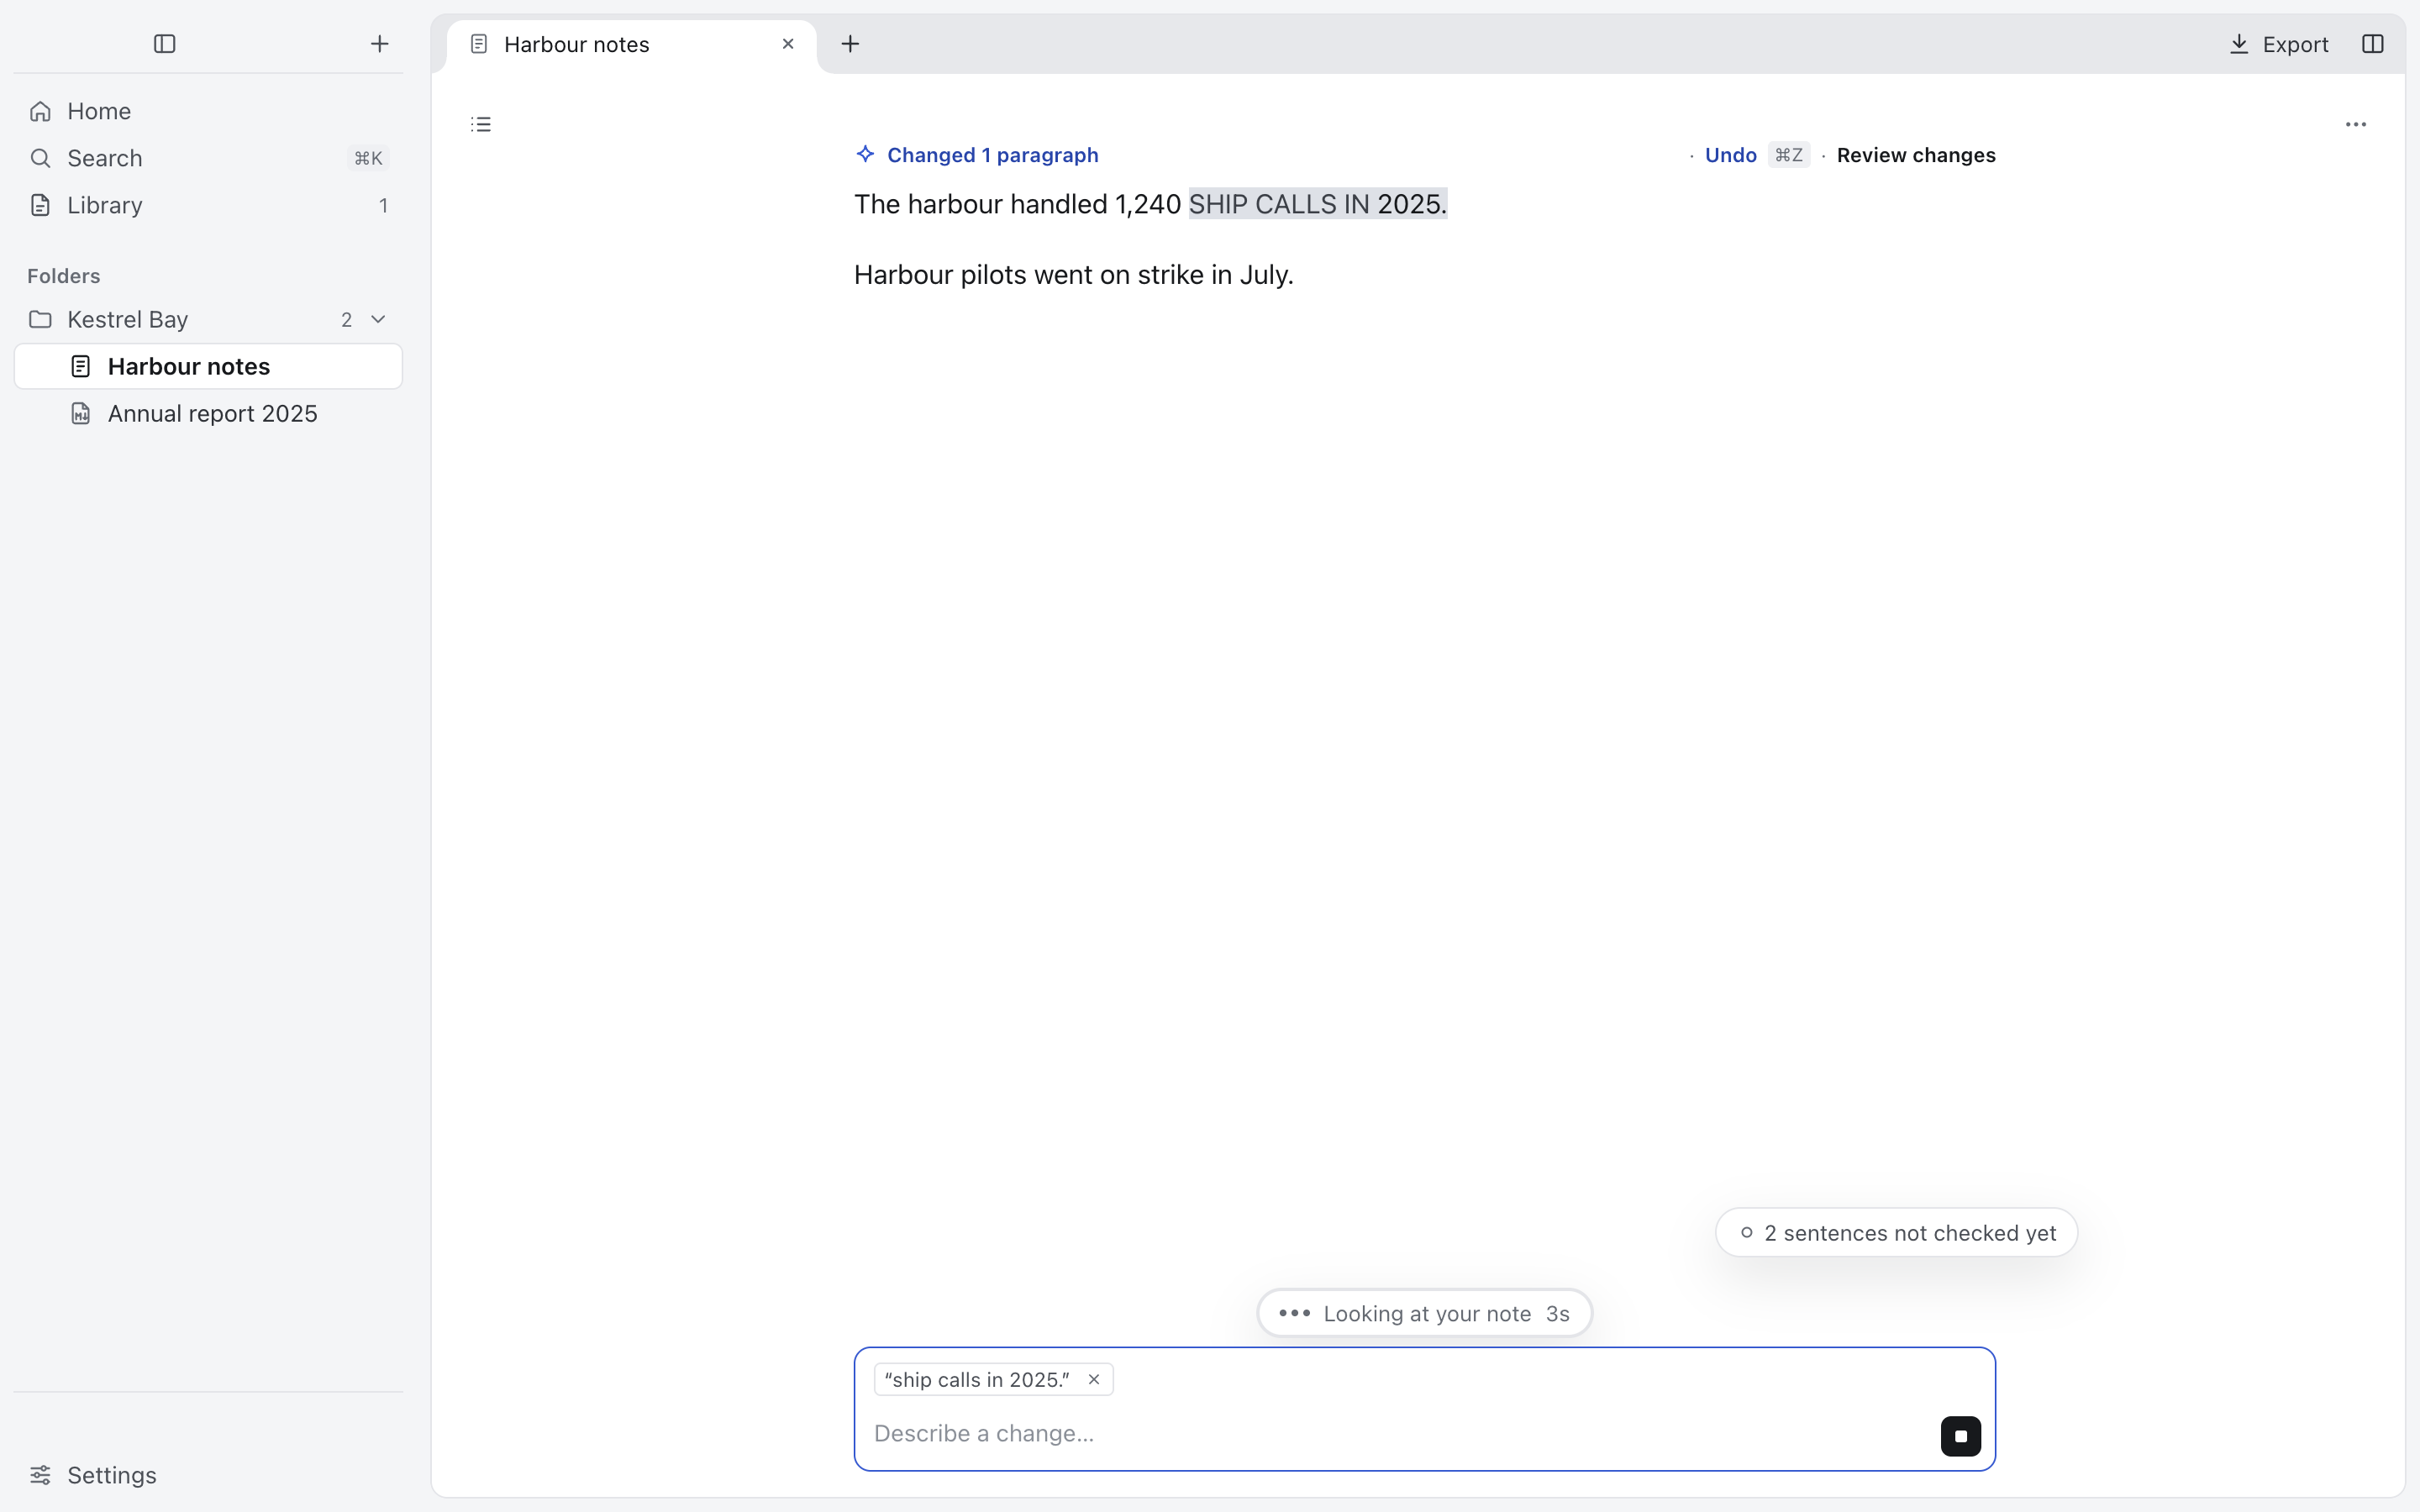 Harbour notes
Export
Home
Search ⌘K
Library 1
Folders
Kestrel Bay 2
Harbour notes
Annual report 2025
Settings
Changed 1 paragraph
· Undo ⌘Z · Review changes
The harbour handled 1,240 SHIP CALLS IN 2025.
Harbour pilots went on strike in July.
2 sentences not checked yet
Looking at your note 3s
“ship calls in 2025.”
Describe a change...